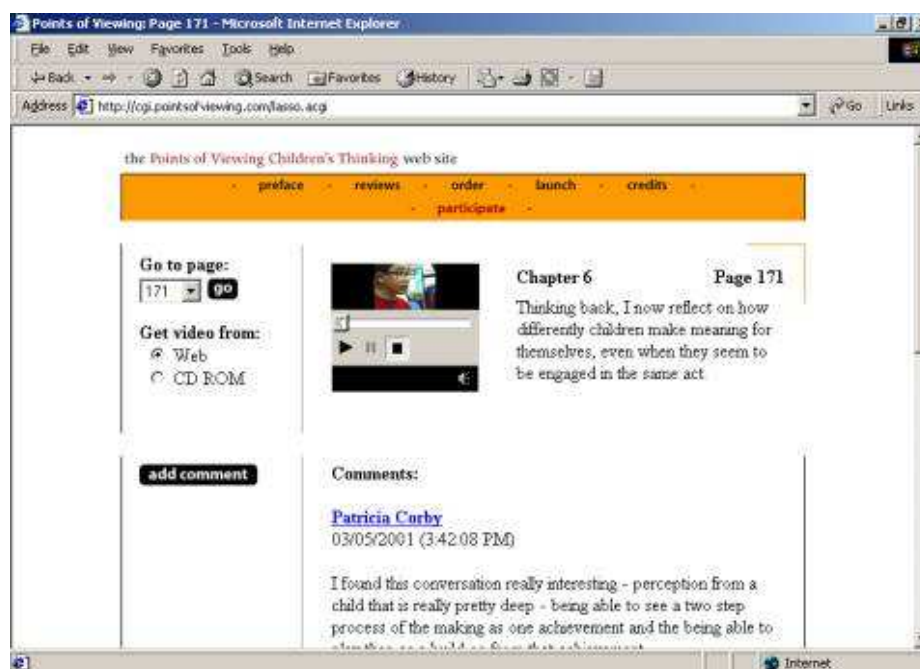 Points of Viewing: Page 171 - Microsoft Internet Explorer
File Edit View Favorites Tools Help
Back Search Favorites History
Address http://cgi.pointsofviewing.com/lasso.acgi Go Links
the Points of Viewing Children's Thinking web site
- preface - reviews - order - launch - credits -
- participate -
Go to page:
171 go
Get video from:
Web
CD ROM
Chapter 6 Page 171
Thinking back, I now reflect on how
differently children make meaning for
themselves, even when they seem to
be engaged in the same act
add comment
Comments:
Patricia Corby
03/05/2001 (3:42:08 PM)
I found this conversation really interesting - perception from a
child that is really pretty deep - being able to see a two step
process of the making as one achievement and the being able to
Internet